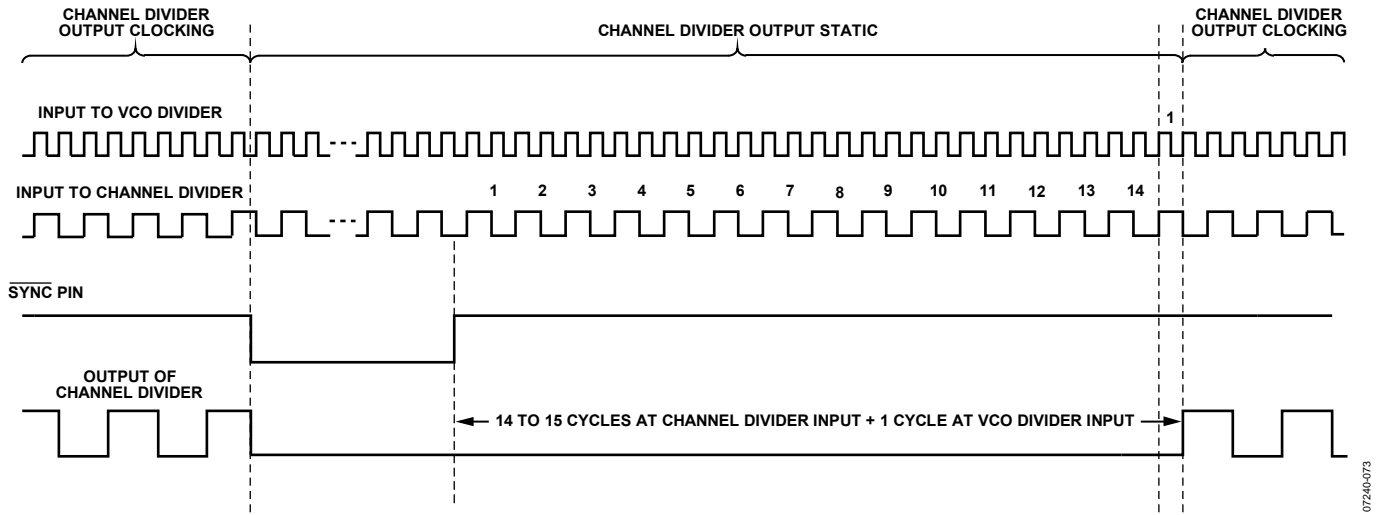 CHANNEL DIVIDER
OUTPUT CLOCKING
CHANNEL DIVIDER OUTPUT STATIC
CHANNEL DIVIDER
OUTPUT CLOCKING
INPUT TO VCO DIVIDER
1
INPUT TO CHANNEL DIVIDER
1 2 3 4 5 6 7 8 9 10 11 12 13 14
SYNC PIN
OUTPUT OF
CHANNEL DIVIDER
14 TO 15 CYCLES AT CHANNEL DIVIDER INPUT + 1 CYCLE AT VCO DIVIDER INPUT
07240-073